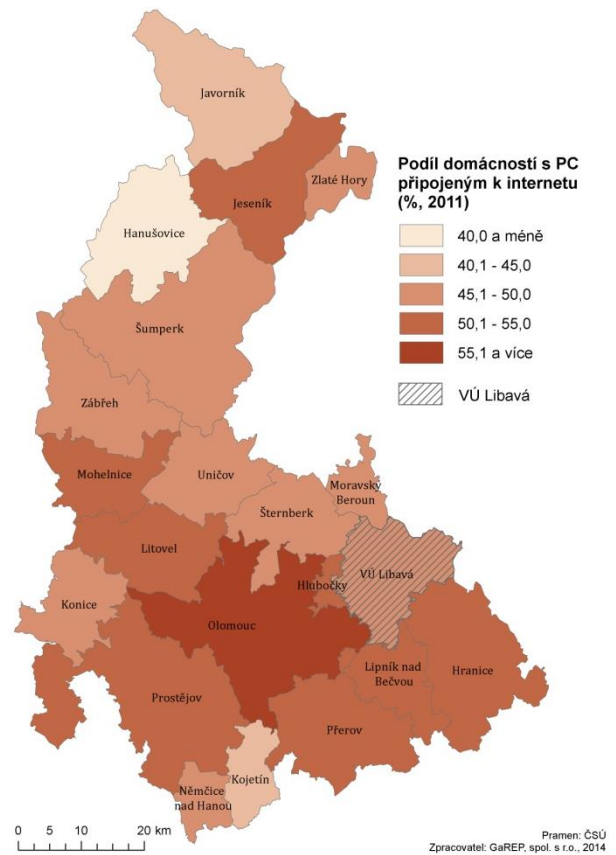 Javorník
Zlaté Hory
Jeseník
Hanušovice
Šumperk
Zábřeh
Mohelnice
Uničov
Moravský
Beroun
Šternberk
Litovel
VÚ Libavá
Hlubočky
Konice
Olomouc
Lipník nad
Bečvou
Hranice
Prostějov
Přerov
Kojetín
Němčice
nad Hanou
Podíl domácností s PC
připojeným k internetu
(%, 2011)
40,0 a méně
40,1 - 45,0
45,1 - 50,0
50,1 - 55,0
55,1 a více
VÚ Libavá
0 5 10 20 km
Pramen: ČSÚ
Zpracovatel: GaREP, spol. s r.o., 2014